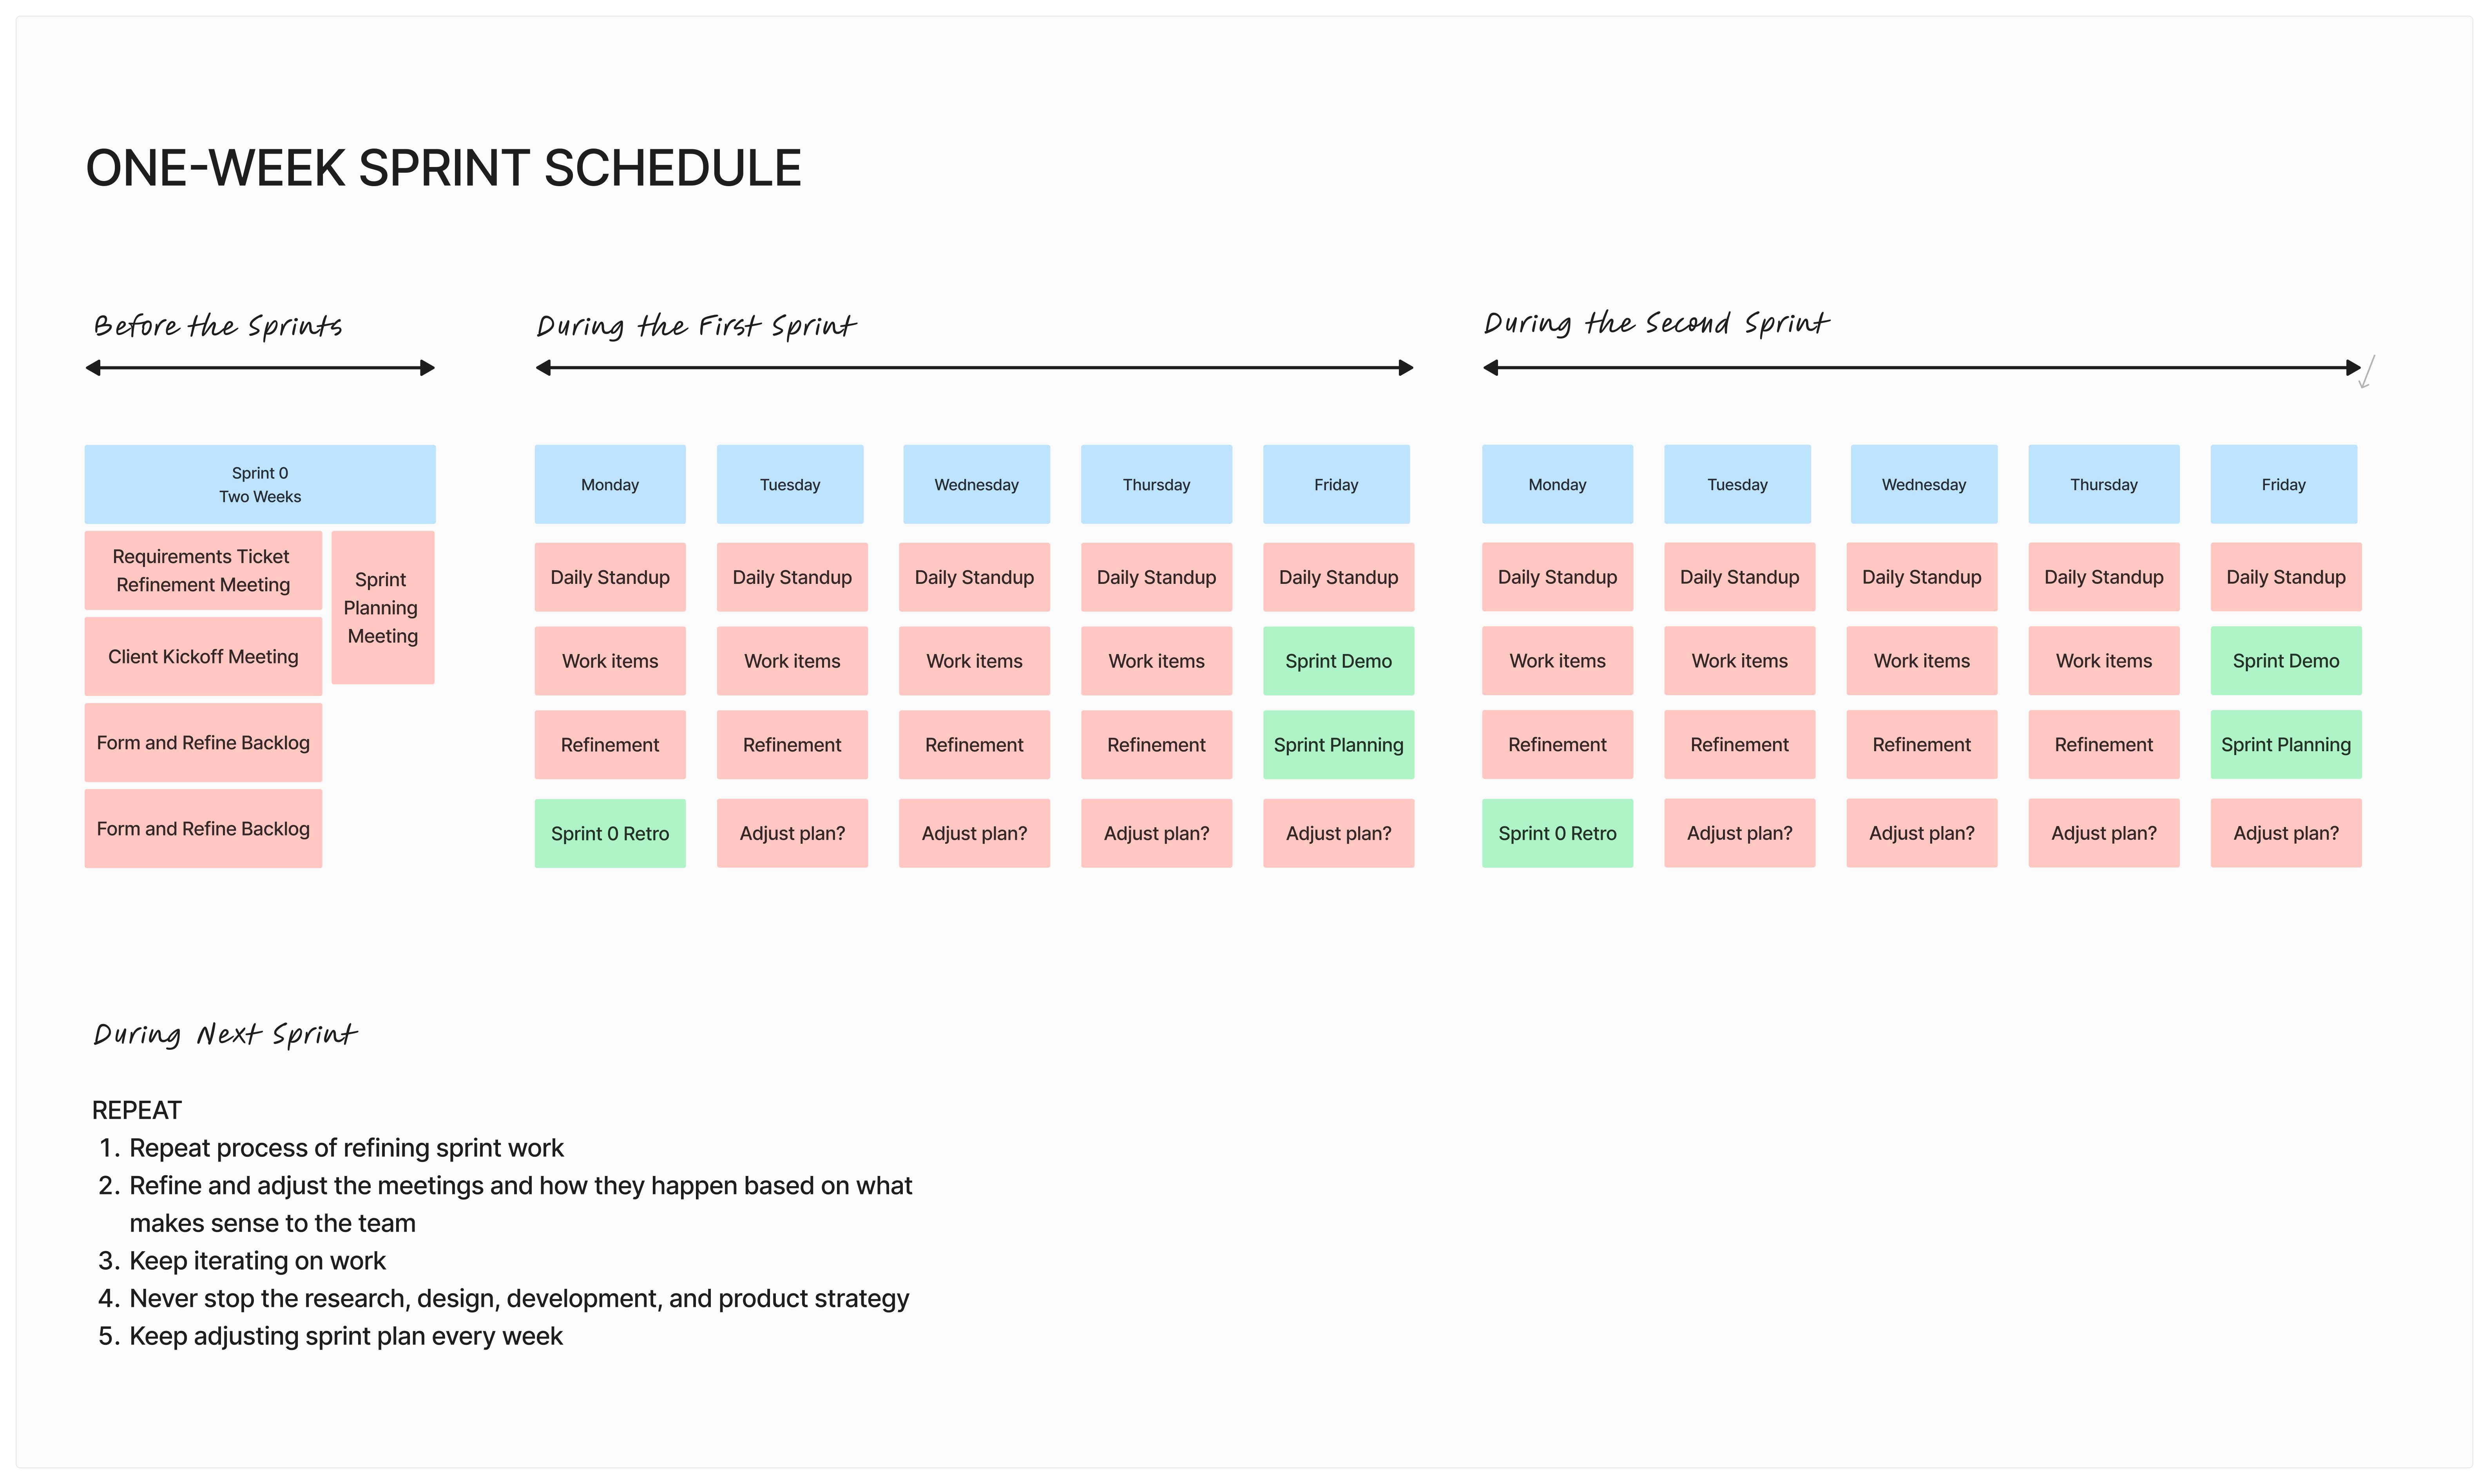 ONE-WEEK SPRINT SCHEDULE
Before the Sprints
During the First Sprint
During the Second Sprint
Sprint 0
Two Weeks
Requirements Ticket
Refinement Meeting
Sprint
Planning
Meeting
Client Kickoff Meeting
Form and Refine Backlog
Form and Refine Backlog
Monday
Tuesday
Wednesday
Thursday
Friday
Daily Standup
Daily Standup
Daily Standup
Daily Standup
Daily Standup
Work items
Work items
Work items
Work items
Sprint Demo
Refinement
Refinement
Refinement
Refinement
Sprint Planning
Sprint 0 Retro
Adjust plan?
Adjust plan?
Adjust plan?
Adjust plan?
Monday
Tuesday
Wednesday
Thursday
Friday
Daily Standup
Daily Standup
Daily Standup
Daily Standup
Daily Standup
Work items
Work items
Work items
Work items
Sprint Demo
Refinement
Refinement
Refinement
Refinement
Sprint Planning
Sprint 0 Retro
Adjust plan?
Adjust plan?
Adjust plan?
Adjust plan?
During Next Sprint
REPEAT
1. Repeat process of refining sprint work
2. Refine and adjust the meetings and how they happen based on what
makes sense to the team
3. Keep iterating on work
4. Never stop the research, design, development, and product strategy
5. Keep adjusting sprint plan every week